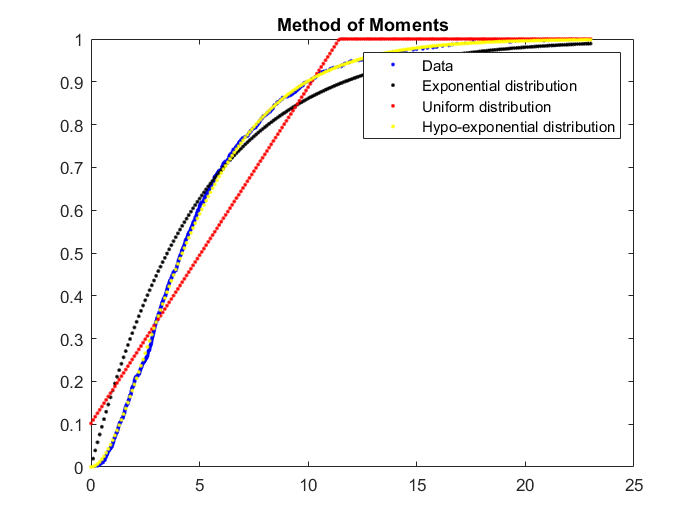 Method of Moments
1
0.9
0.8
0.7
0.6
0.5
0.4
0.3
0.2
0.1
0
Data
Exponential distribution
Uniform distribution
Hypo-exponential distribution
0 5 10 15 20 25